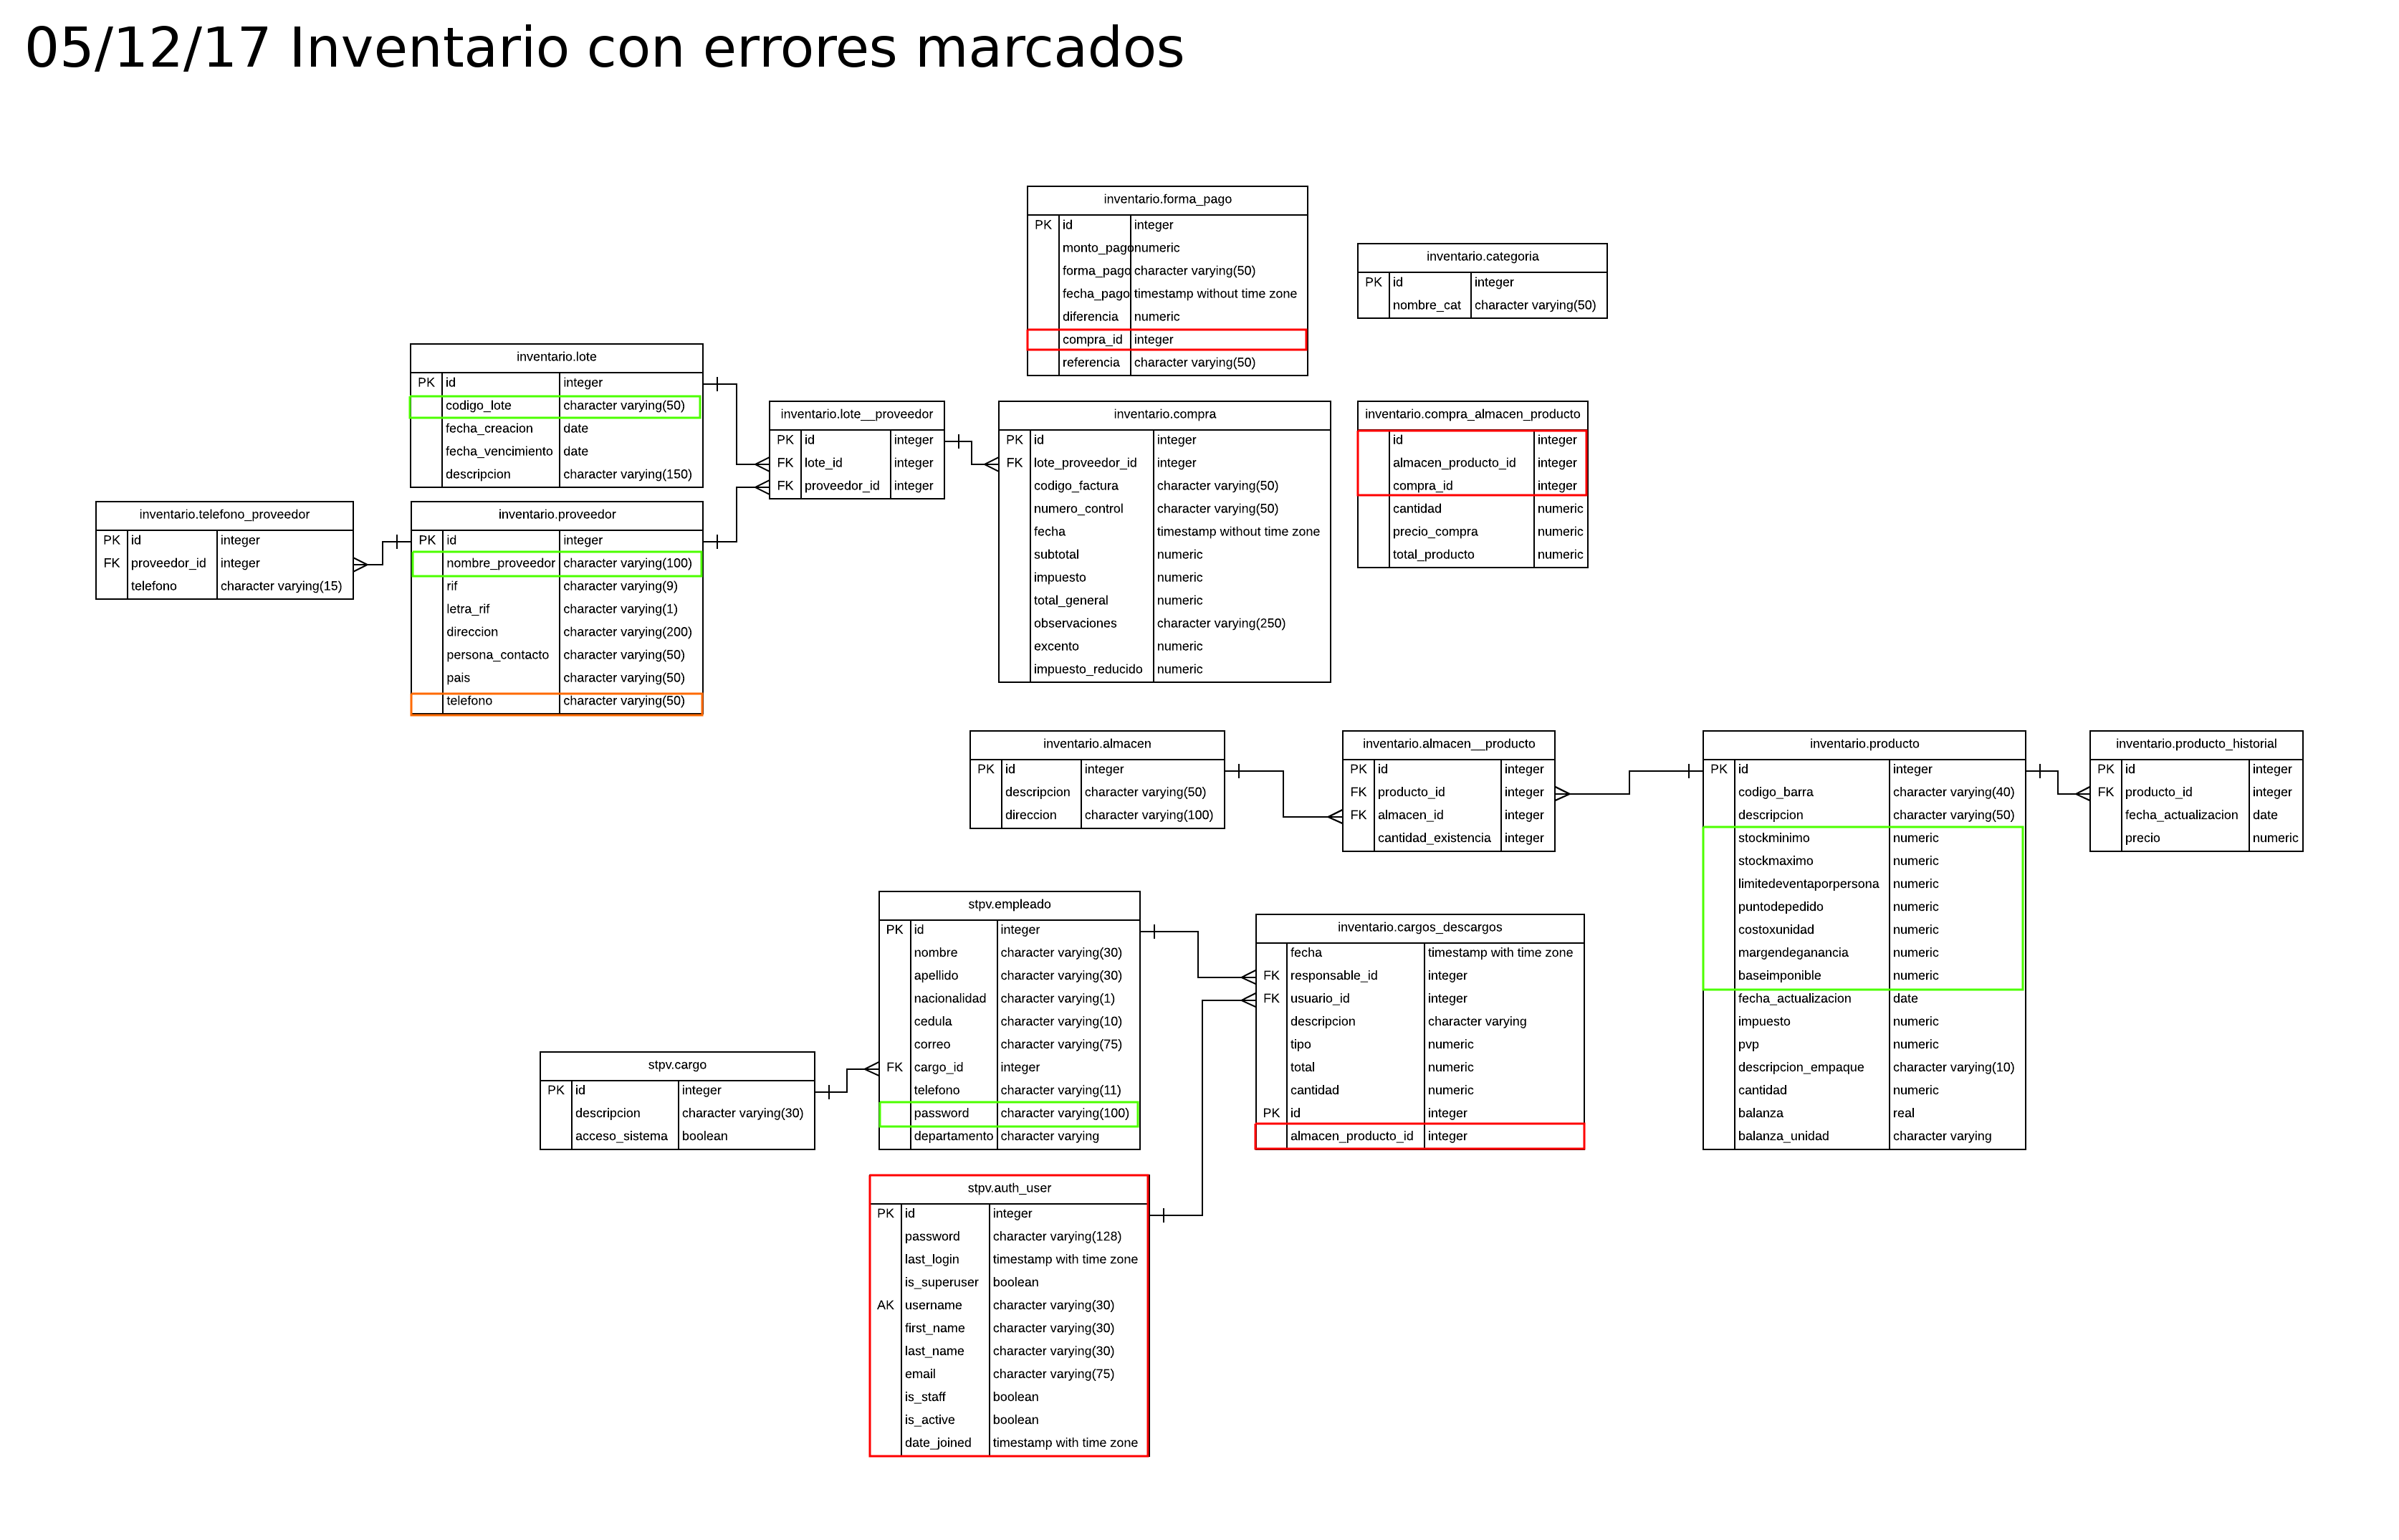 05/12/17 Inventario con errores marcados
inventario.forma_pago
PK id integer
monto_pago numeric
forma_pago character varying(50)
fecha_pago timestamp without time zone
diferencia numeric
compra_id integer
referencia character varying(50)
inventario.categoria
PK id integer
nombre_cat character varying(50)
inventario.lote
PK id integer
codigo_lote character varying(50)
fecha_creacion date
fecha_vencimiento date
descripcion character varying(150)
inventario.lote__proveedor
PK id integer
FK lote_id integer
FK proveedor_id integer
inventario.compra
PK id integer
FK lote_proveedor_id integer
codigo_factura character varying(50)
numero_control character varying(50)
fecha timestamp without time zone
subtotal numeric
impuesto numeric
total_general numeric
observaciones character varying(250)
excento numeric
impuesto_reducido numeric
inventario.compra_almacen_producto
id integer
almacen_producto_id integer
compra_id integer
cantidad numeric
precio_compra numeric
total_producto numeric
inventario.telefono_proveedor
PK id integer
FK proveedor_id integer
telefono character varying(15)
inventario.proveedor
PK id integer
nombre_proveedor character varying(100)
rif character varying(9)
letra_rif character varying(1)
direccion character varying(200)
persona_contacto character varying(50)
pais character varying(50)
telefono character varying(50)
inventario.almacen
PK id integer
descripcion character varying(50)
direccion character varying(100)
inventario.almacen__producto
PK id integer
FK producto_id integer
FK almacen_id integer
cantidad_existencia integer
inventario.producto
PK id integer
codigo_barra character varying(40)
descripcion character varying(50)
stockminimo numeric
stockmaximo numeric
limitedeventaporpersona numeric
puntodepedido numeric
costoxunidad numeric
margendeganancia numeric
baseimponible numeric
fecha_actualizacion date
impuesto numeric
pvp numeric
descripcion_empaque character varying(10)
cantidad numeric
balanza real
balanza_unidad character varying
inventario.producto_historial
PK id integer
FK producto_id integer
fecha_actualizacion date
precio numeric
stpv.empleado
PK id integer
nombre character varying(30)
apellido character varying(30)
nacionalidad character varying(1)
cedula character varying(10)
correo character varying(75)
FK cargo_id integer
telefono character varying(11)
password character varying(100)
departamento character varying
inventario.cargos_descargos
fecha timestamp with time zone
FK responsable_id integer
FK usuario_id integer
descripcion character varying
tipo numeric
total numeric
cantidad numeric
PK id integer
almacen_producto_id integer
stpv.cargo
PK id integer
descripcion character varying(30)
acceso_sistema boolean
stpv.auth_user
PK id integer
password character varying(128)
last_login timestamp with time zone
is_superuser boolean
AK username character varying(30)
first_name character varying(30)
last_name character varying(30)
email character varying(75)
is_staff boolean
is_active boolean
date_joined timestamp with time zone